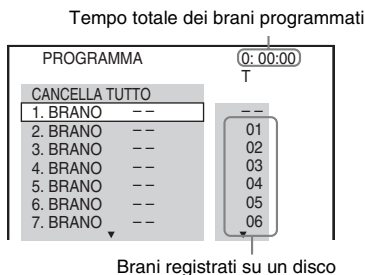 Tempo totale dei brani programmati
PROGRAMMA 0: 00:00)
T
CANCELLA TUTTO
1. BRANO – – – –
2. BRANO – – 01
3. BRANO – – 02
4. BRANO – – 03
5. BRANO – – 04
6. BRANO – – 05
7. BRANO – – 06
Brani registrati su un disco